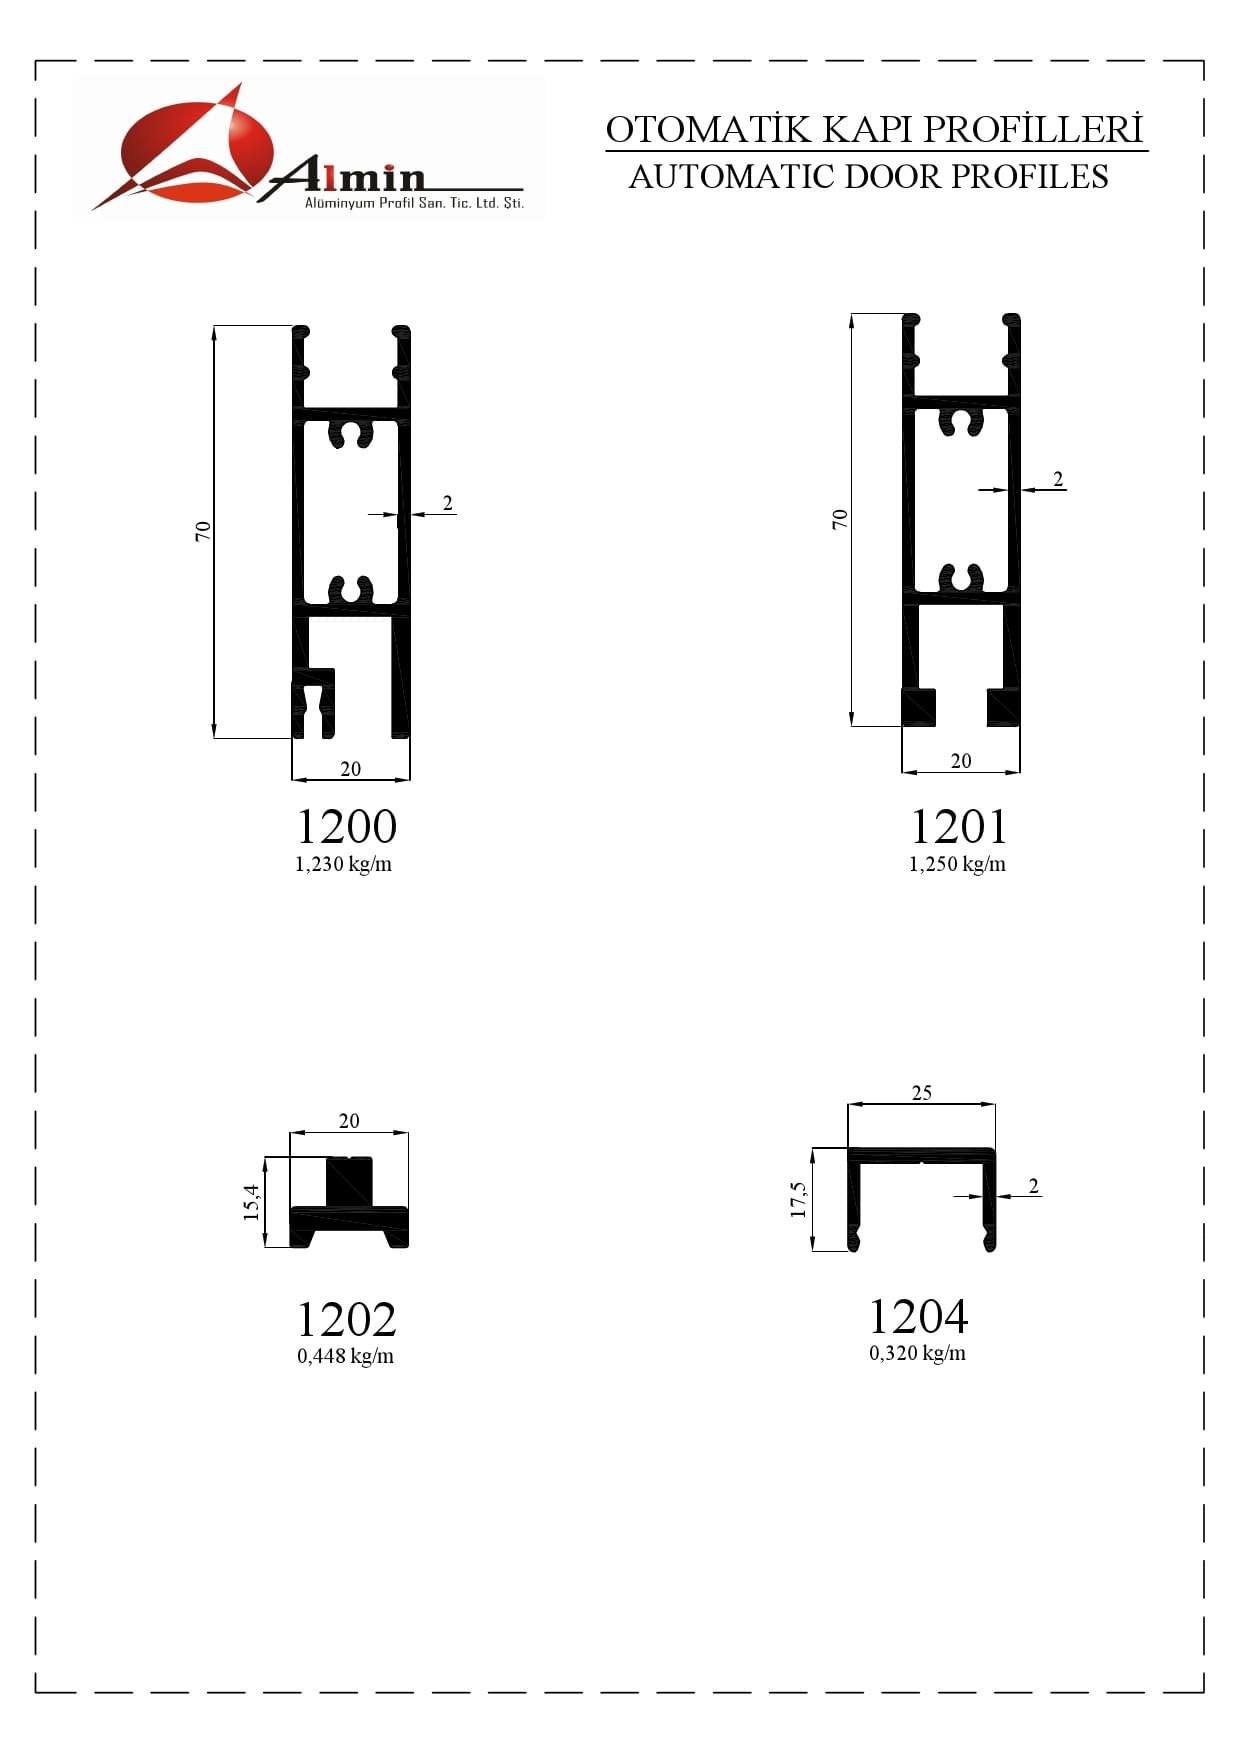 Almin
Alüminyum Profil San. Tic. Ltd. Şti.
OTOMATİK KAPI PROFİLLERİ
AUTOMATIC DOOR PROFILES
70
2
20
1200
1,230 kg/m
70
2
20
1201
1,250 kg/m
20
15,4
1202
0,448 kg/m
25
17,5
2
1204
0,320 kg/m